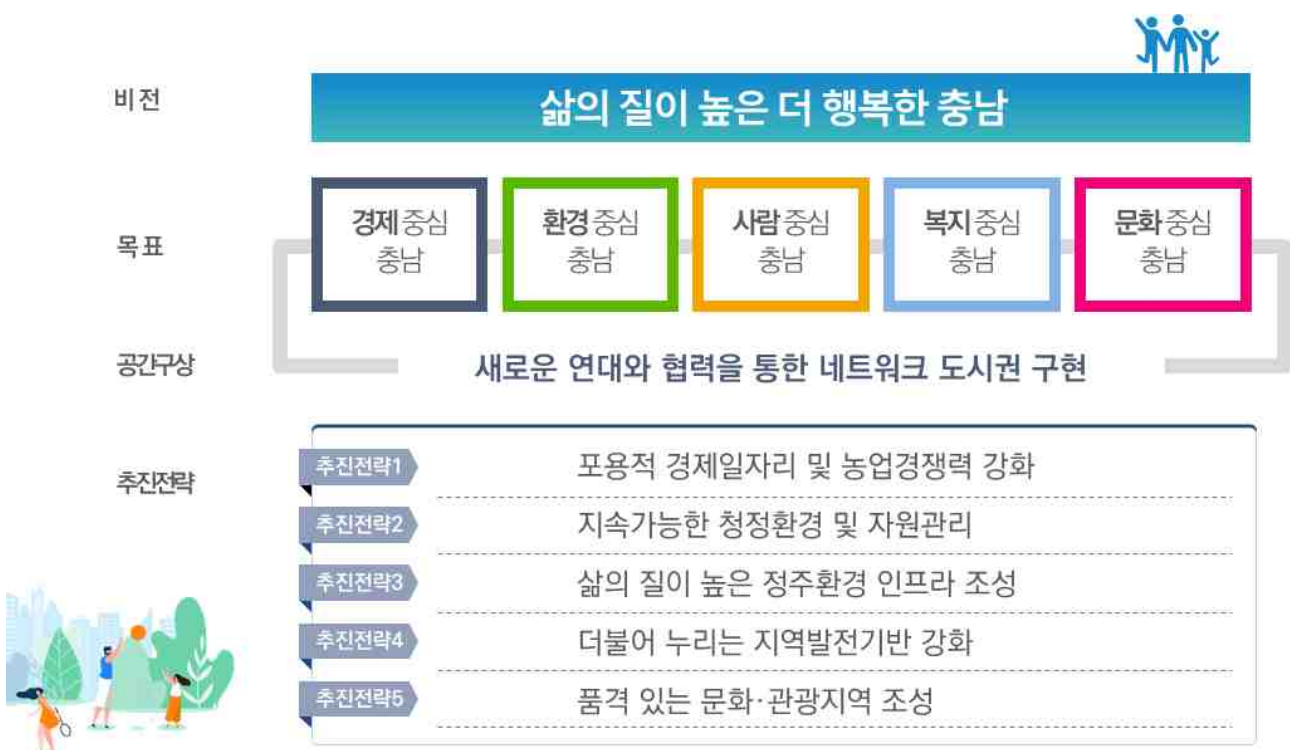 비전
삶의 질이 높은 더 행복한 충남
목표
경제중심
충남
환경중심
충남
사람중심
충남
복지중심
충남
문화중심
충남
공간구상
새로운 연대와 협력을 통한 네트워크 도시권 구현
추진전략
추진전략1 포용적 경제일자리 및 농업경쟁력 강화
추진전략2 지속가능한 청정환경 및 자원관리
추진전략3 삶의 질이 높은 정주환경 인프라 조성
추진전략4 더불어 누리는 지역발전기반 강화
추진전략5 품격 있는 문화·관광지역 조성